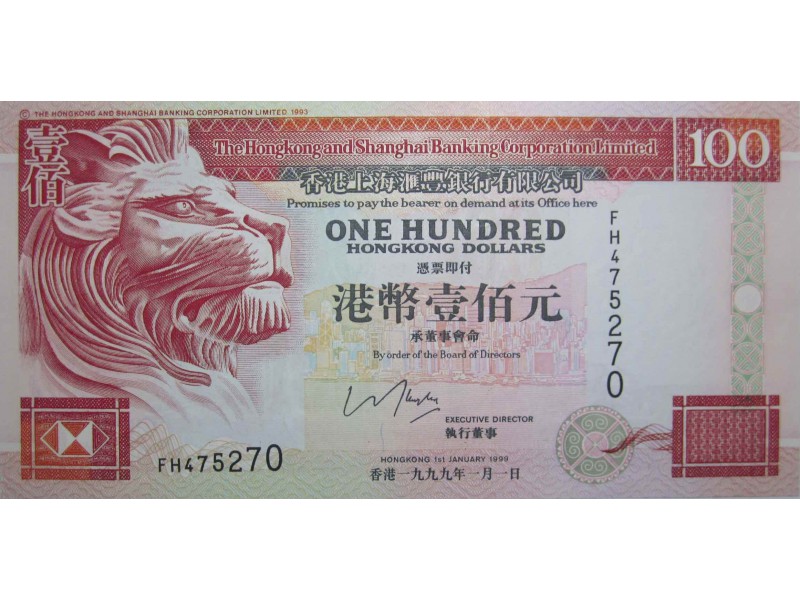 © THE HONGKONG AND SHANGHAI BANKING CORPORATION LIMITED 1993
壹佰
The Hongkong and Shanghai Banking Corporation Limited
100
香港上海滙豐銀行有限公司
Promises to pay the bearer on demand at its Office here
ONE HUNDRED
HONGKONG DOLLARS
憑票即付
港幣壹佰元
承董事會命
By order of the Board of Directors
FH475270
EXECUTIVE DIRECTOR
執行董事
FH475270
HONGKONG 1st JANUARY 1999
香港一九九九年一月一日